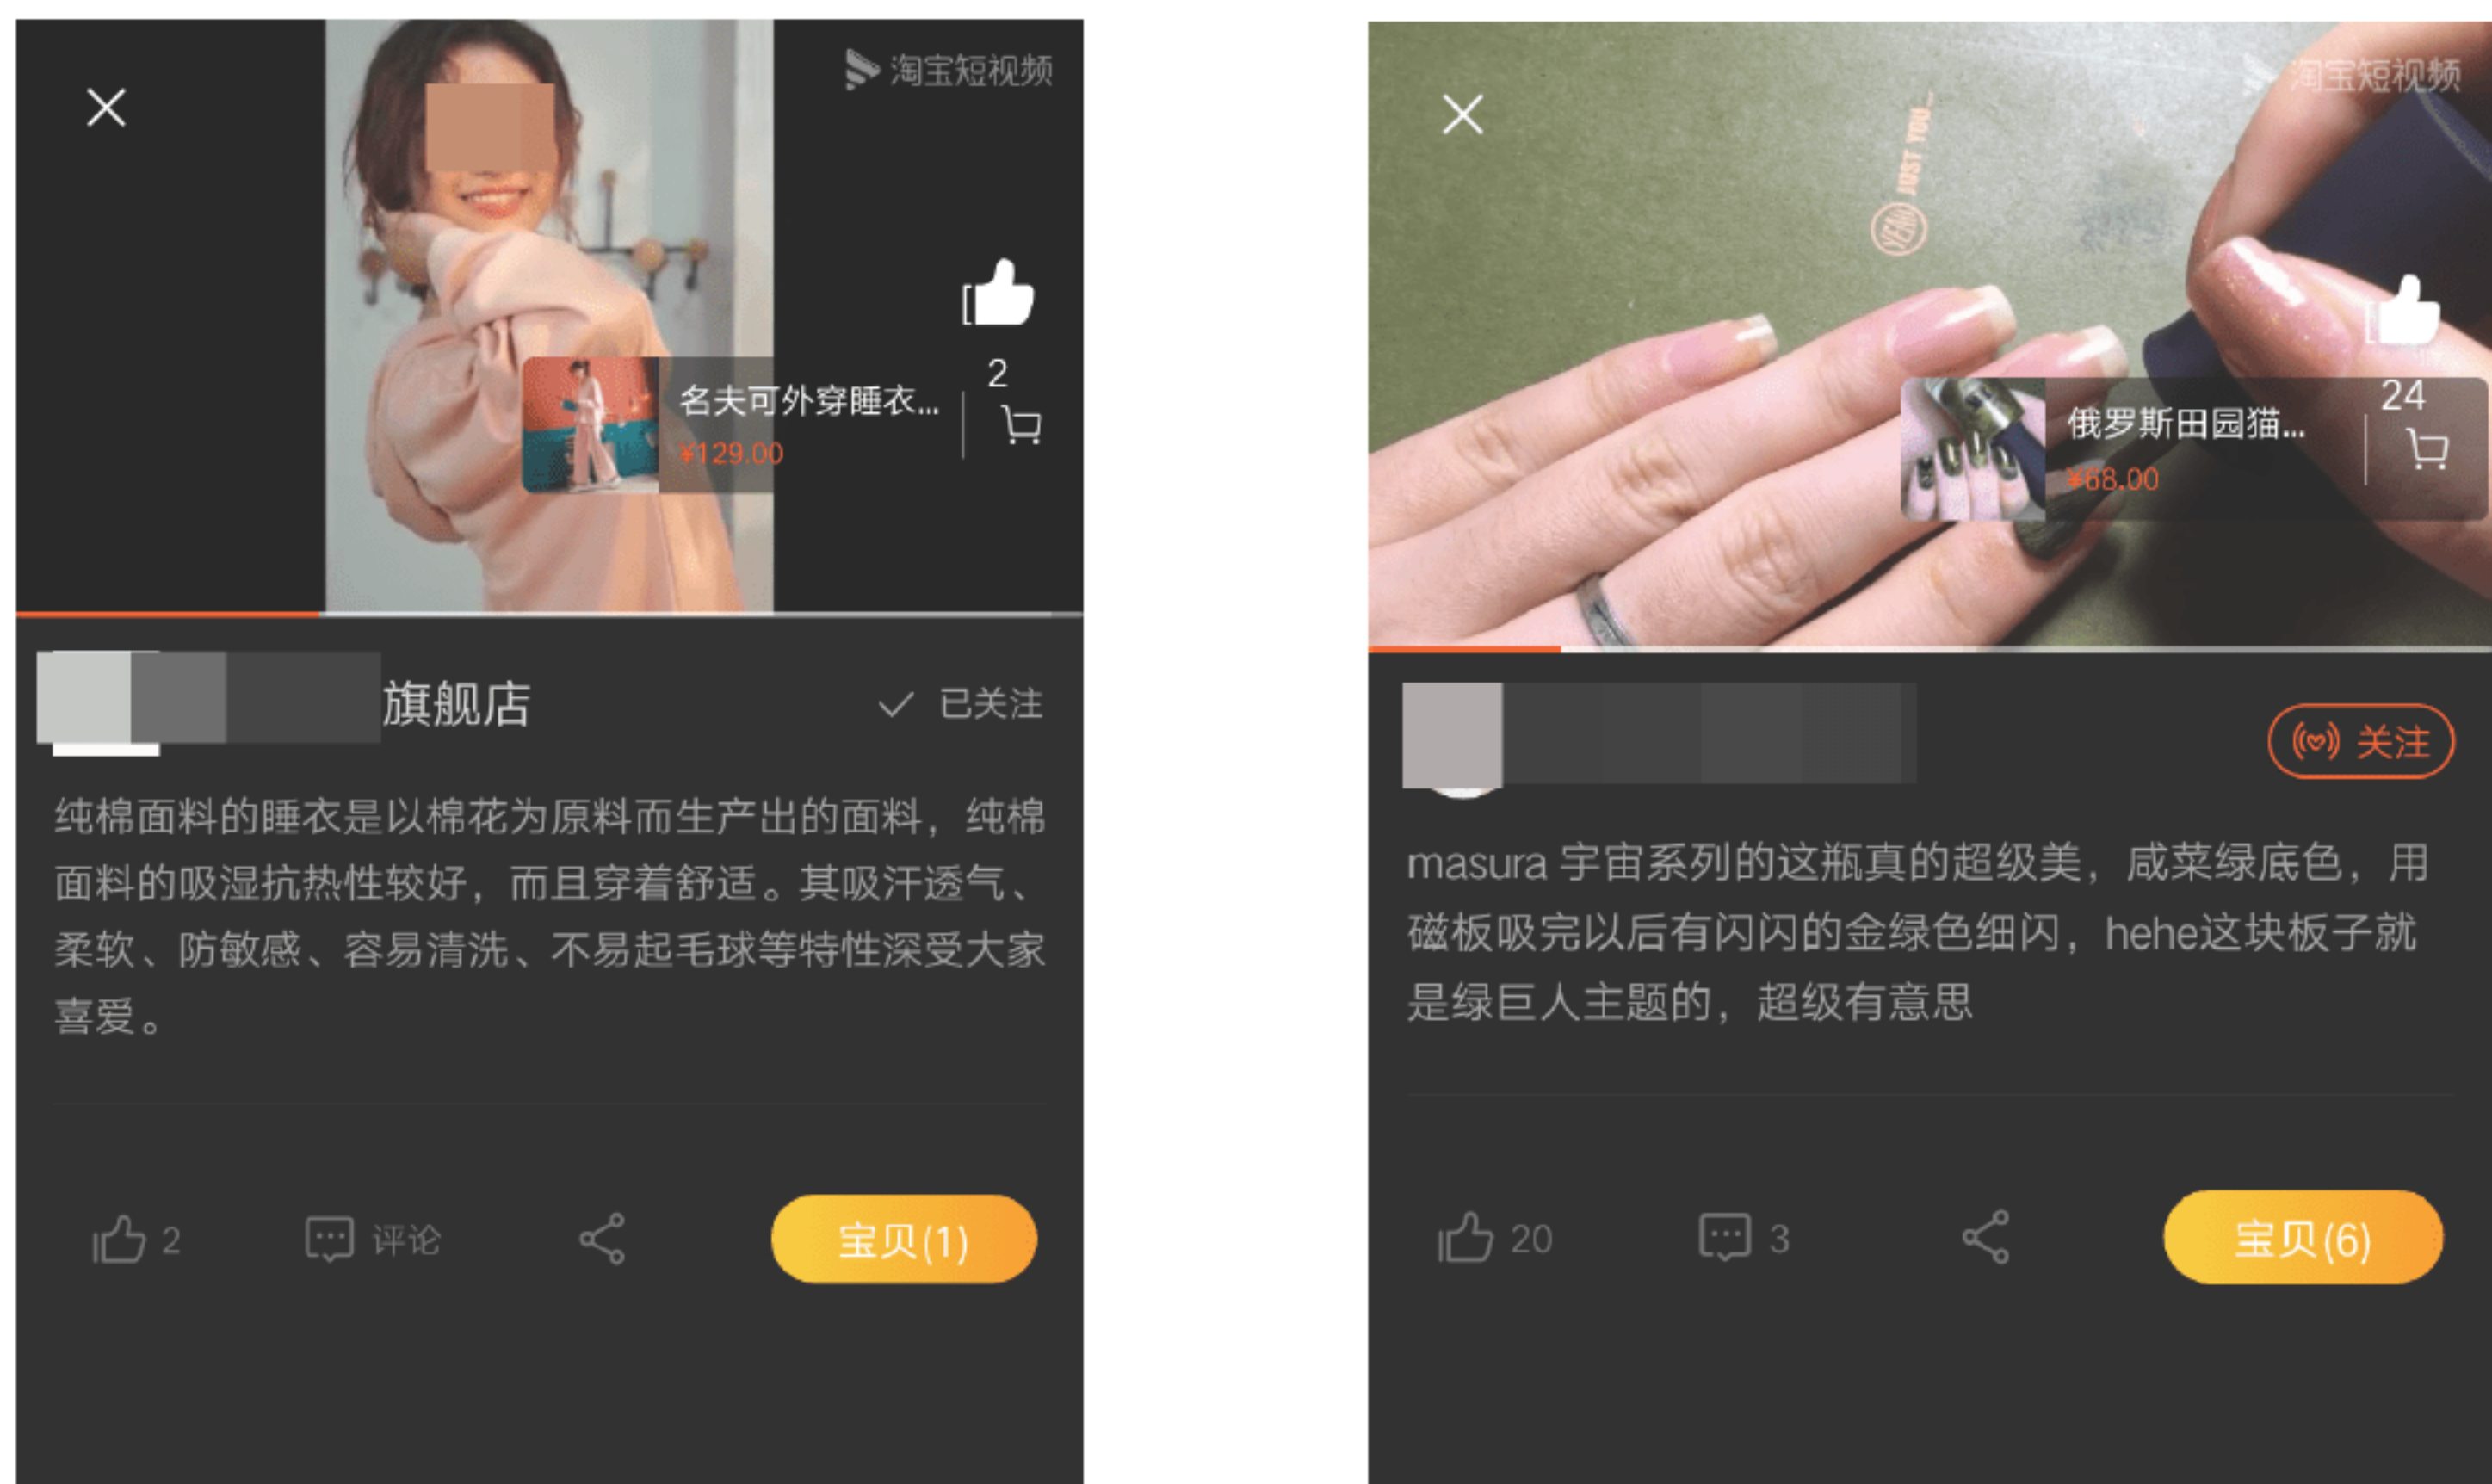 淘宝短视频
2
名夫可外穿睡衣...
¥129.00
旗舰店
已关注
纯棉面料的睡衣是以棉花为原料而生产出的面料，纯棉
面料的吸湿抗热性较好，而且穿着舒适。其吸汗透气、
柔软、防敏感、容易清洗、不易起毛球等特性深受大家
喜爱。
2
评论
宝贝(1)
淘宝短视频
YEAH JUST YOU...
24
俄罗斯田园猫...
¥68.00
关注
masura 宇宙系列的这瓶真的超级美，咸菜绿底色，用
磁板吸完以后有闪闪的金绿色细闪，hehe这块板子就
是绿巨人主题的，超级有意思
20
3
宝贝(6)